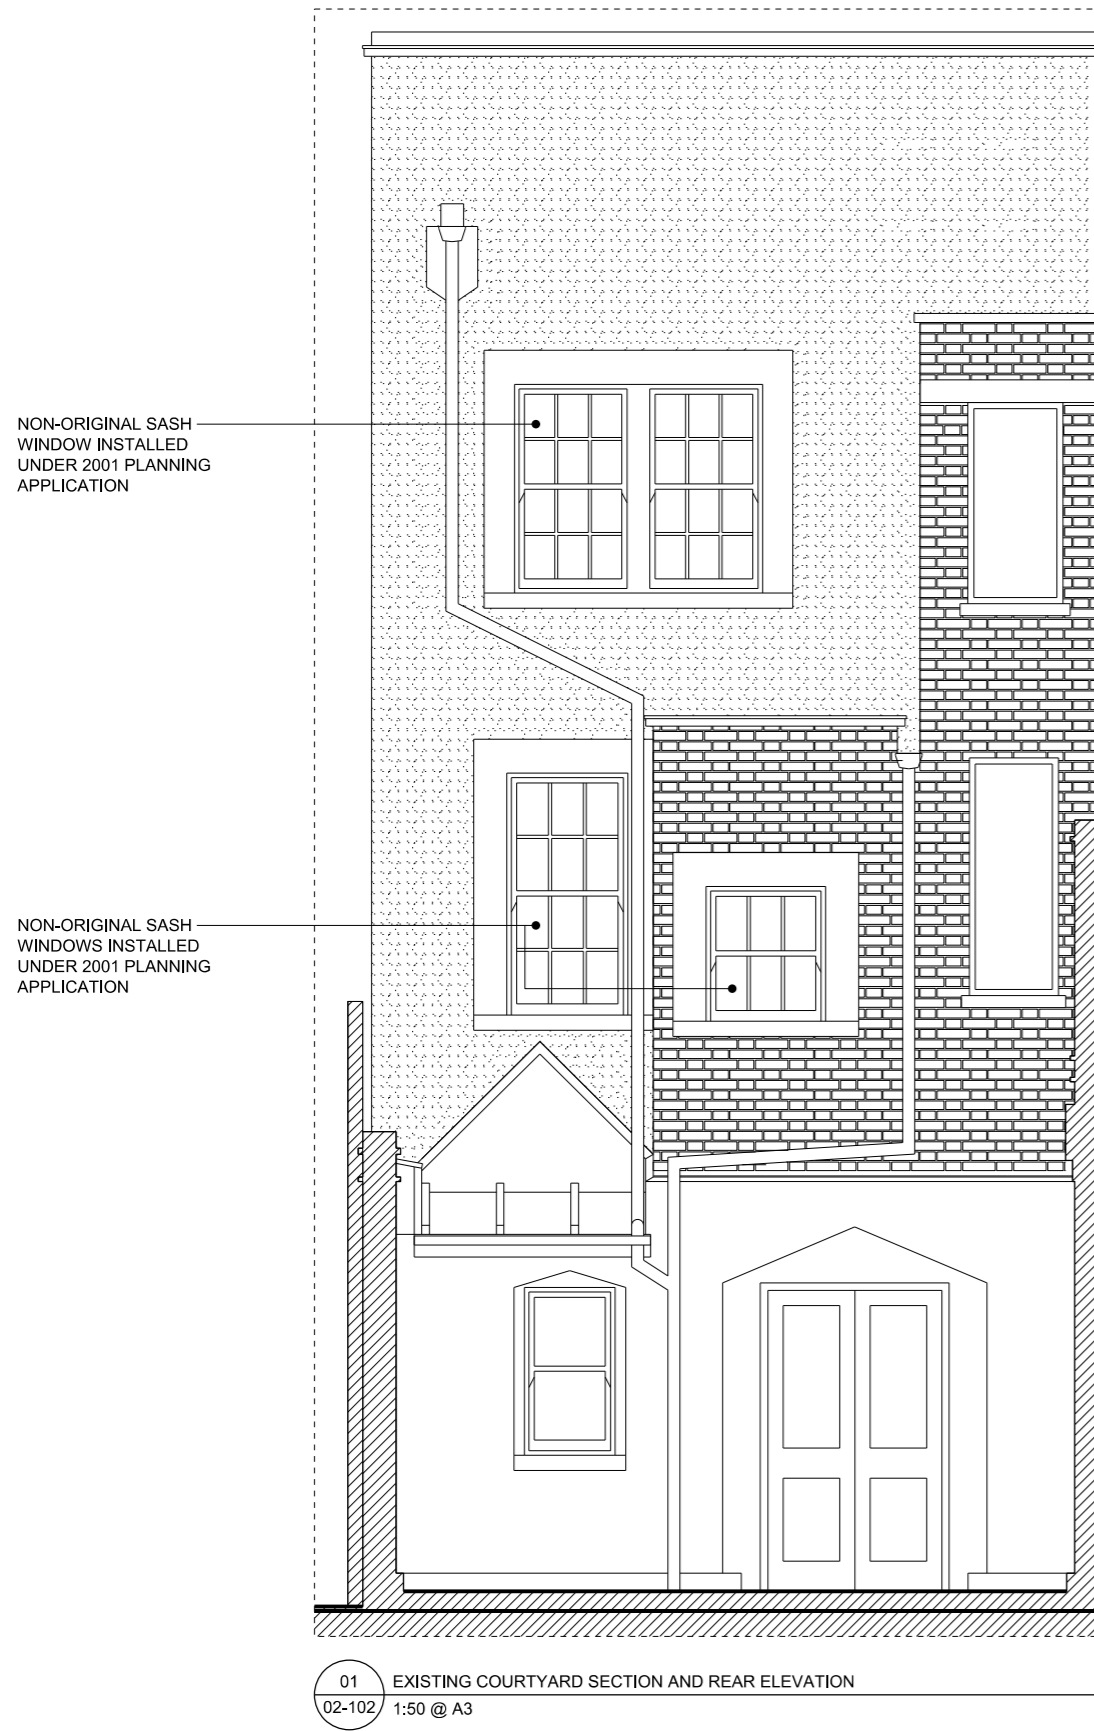 NON-ORIGINAL SASH
WINDOW INSTALLED
UNDER 2001 PLANNING
APPLICATION
NON-ORIGINAL SASH
WINDOWS INSTALLED
UNDER 2001 PLANNING
APPLICATION
01
02-102
EXISTING COURTYARD SECTION AND REAR ELEVATION
1:50 @ A3